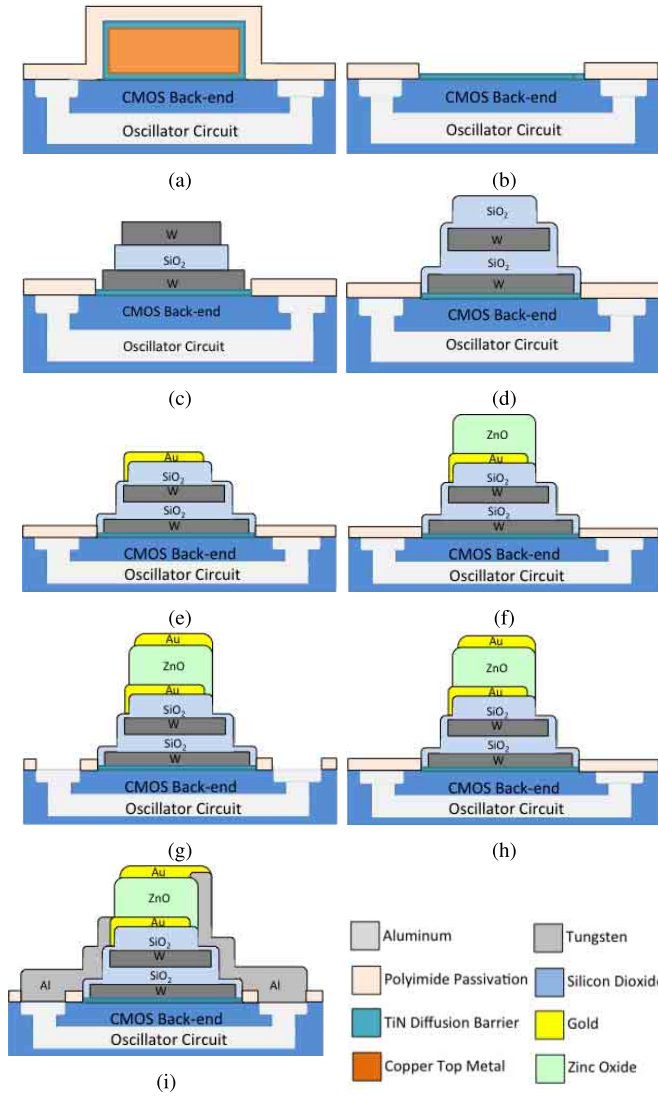 CMOS Back-end
Oscillator Circuit
(a)
CMOS Back-end
Oscillator Circuit
(b)
W
SiO2
W
CMOS Back-end
Oscillator Circuit
(c)
SiO2
W
SiO2
W
CMOS Back-end
Oscillator Circuit
(d)
Au
SiO2
W
SiO2
W
CMOS Back-end
Oscillator Circuit
(e)
ZnO
Au
SiO2
W
SiO2
W
CMOS Back-end
Oscillator Circuit
(f)
Au
ZnO
Au
SiO2
W
SiO2
W
CMOS Back-end
Oscillator Circuit
(g)
Au
ZnO
Au
SiO2
W
SiO2
W
CMOS Back-end
Oscillator Circuit
(h)
Au
ZnO
Au
SiO2
W
SiO2
Al
W
Al
CMOS Back-end
Oscillator Circuit
(i)
Aluminum
Tungsten
Polyimide Passivation
Silicon Dioxide
TiN Diffusion Barrier
Gold
Copper Top Metal
Zinc Oxide